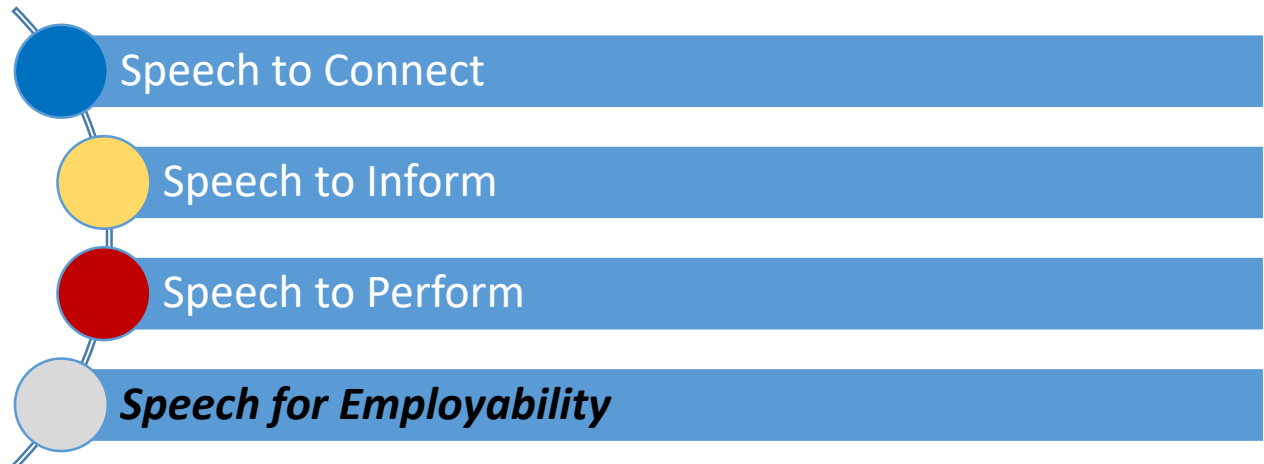 Speech to Connect
Speech to Inform
Speech to Perform
Speech for Employability